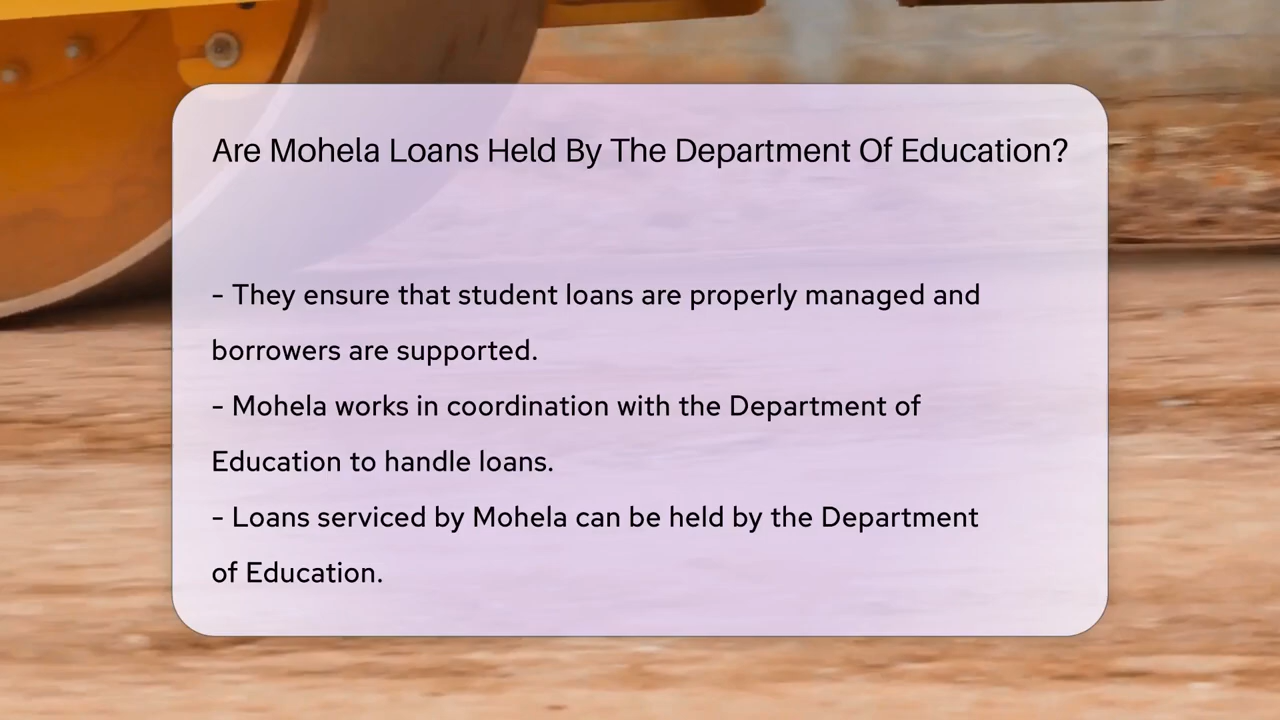 Are Mohela Loans Held By The Department Of Education?
- They ensure that student loans are properly managed and
borrowers are supported.
- Mohela works in coordination with the Department of
Education to handle loans.
- Loans serviced by Mohela can be held by the Department
of Education.